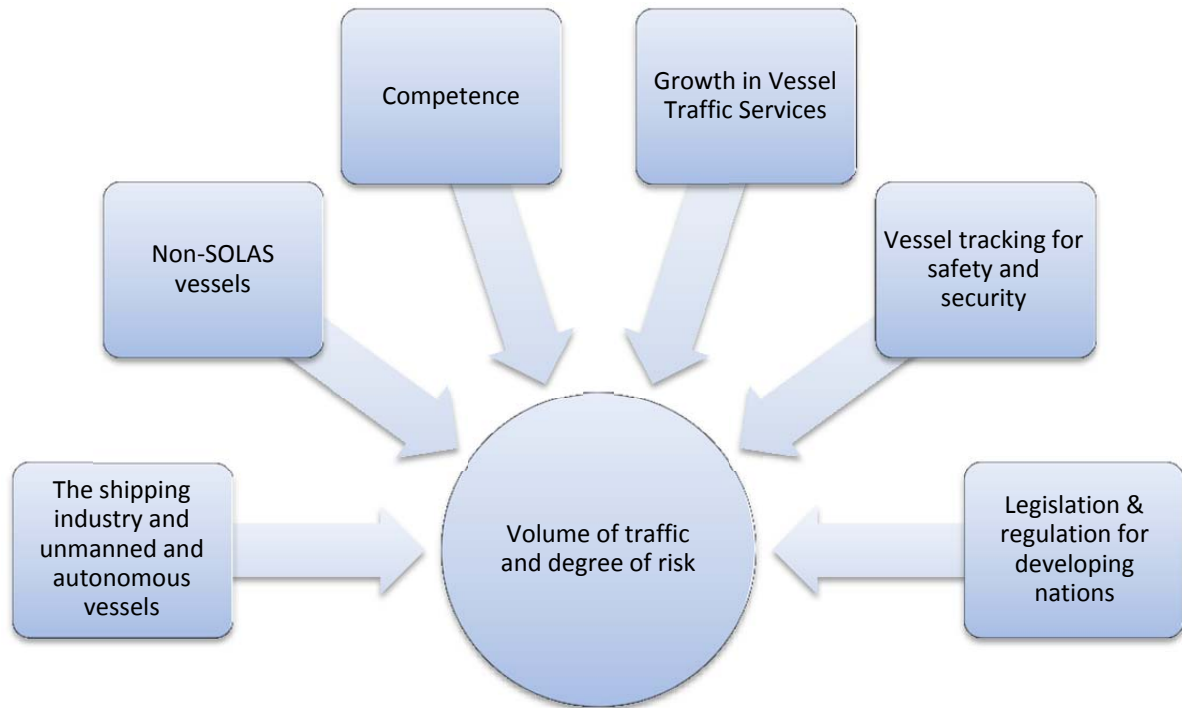 Competence
Growth in Vessel
Traffic Services
Non-SOLAS
vessels
Vessel tracking for
safety and
security
The shipping
industry and
unmanned and
autonomous
vessels
Volume of traffic
and degree of risk
Legislation &
regulation for
developing
nations